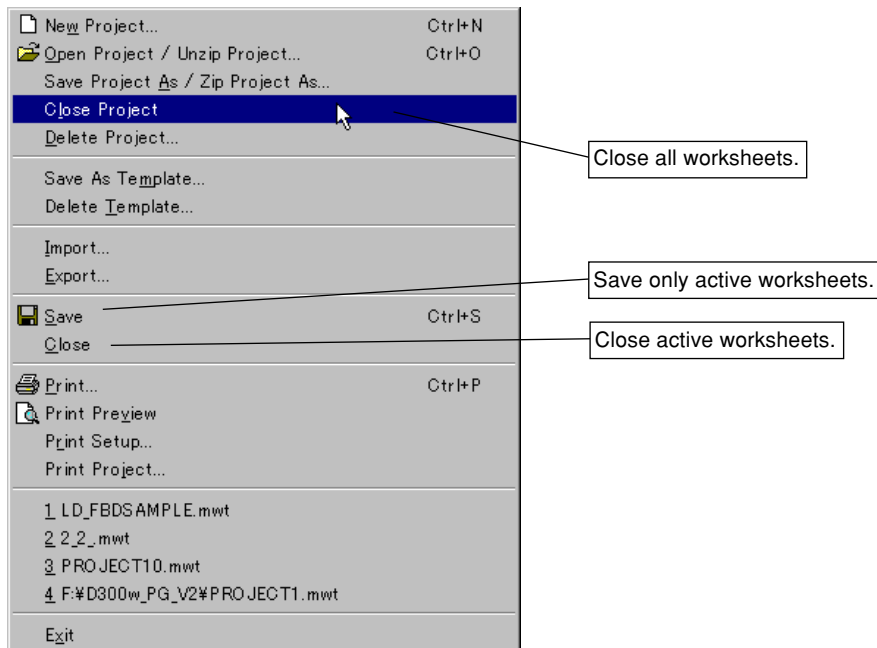 New Project... Ctrl+N
Open Project / Unzip Project... Ctrl+O
Save Project As / Zip Project As...
Close Project
Delete Project...
Close all worksheets.
Save As Template...
Delete Template...
Import...
Export...
Save only active worksheets.
Save Ctrl+S
Close
Close active worksheets.
Print... Ctrl+P
Print Preview
Print Setup...
Print Project...
1 LD_FBDSAMPLE.mwt
2 2_2_.mwt
3 PROJECT10.mwt
4 F:¥D300w_PG_V2¥PROJECT1.mwt
Exit